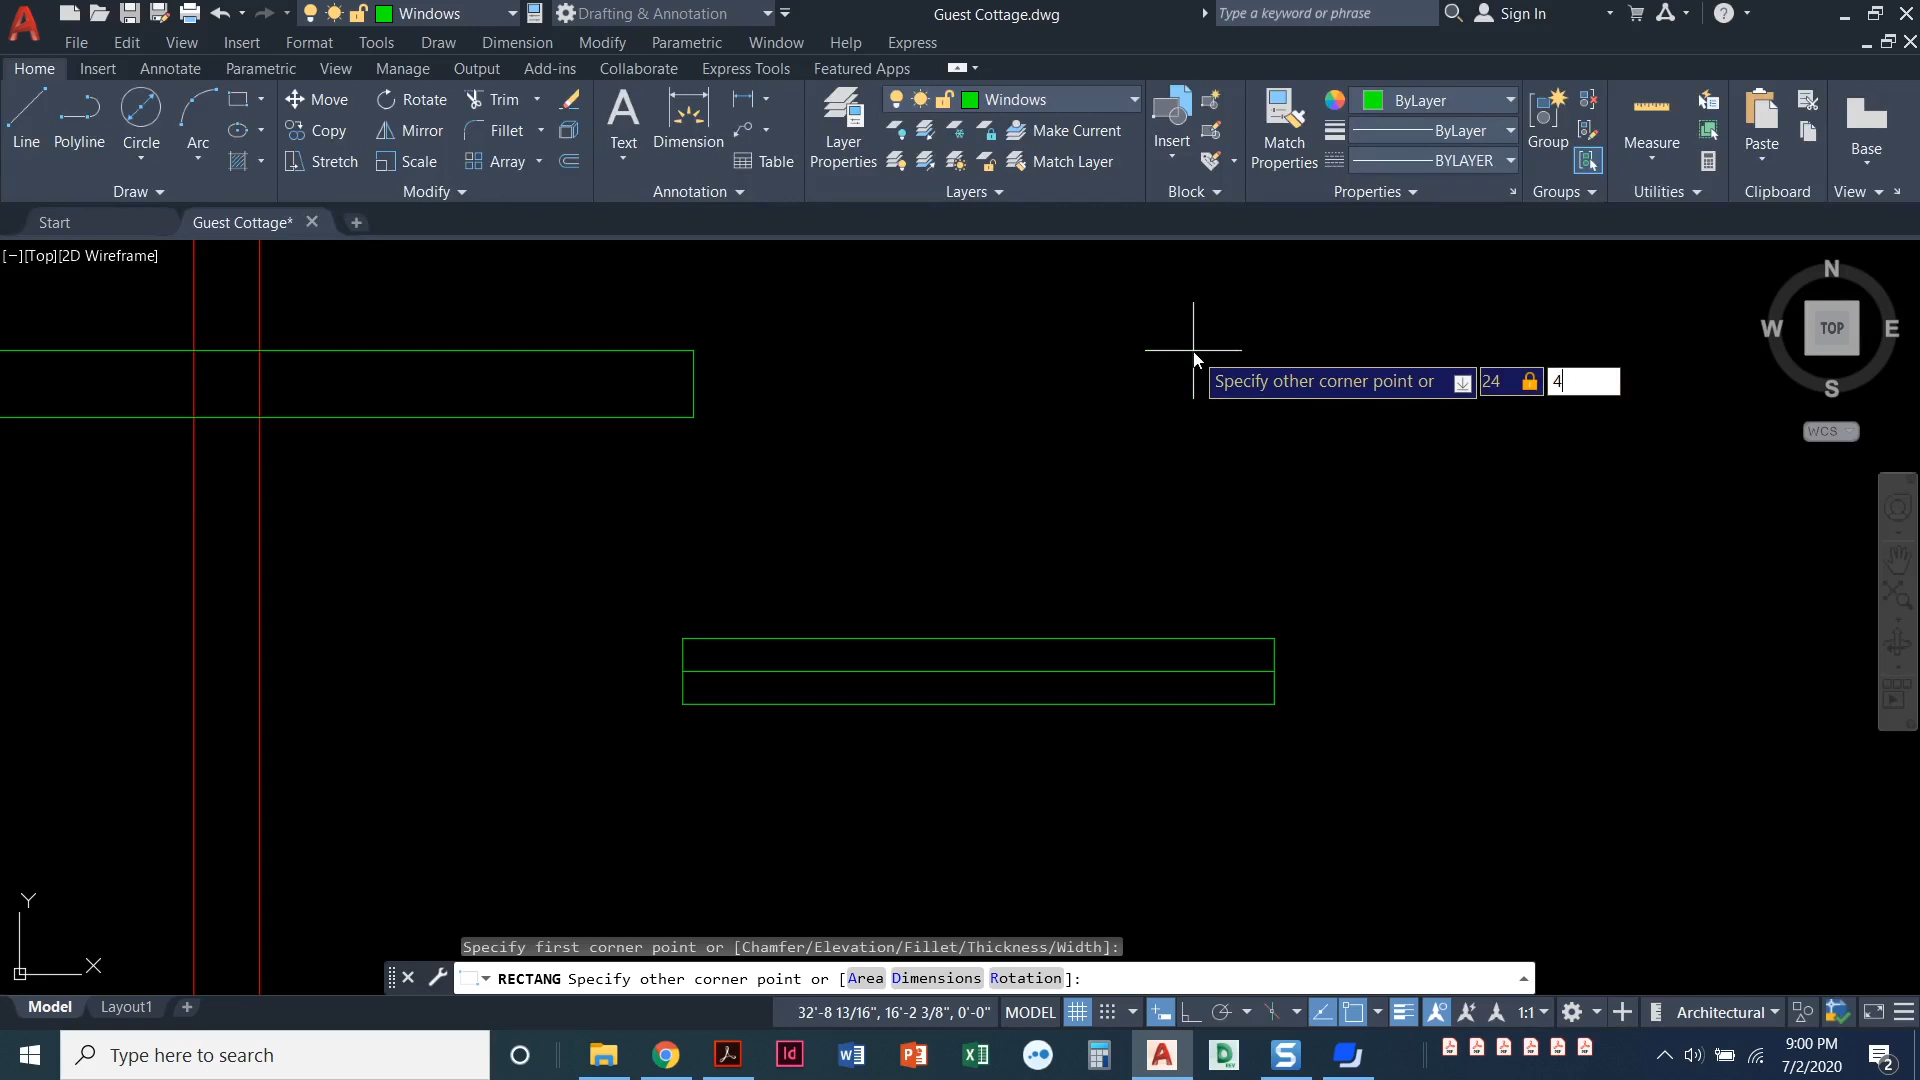 Windows
Drafting & Annotation
Guest Cottage.dwg
Type a keyword or phrase
Sign In
File Edit View Insert Format Tools Draw Dimension Modify Parametric Window Help Express
Home Insert Annotate Parametric View Manage Output Add-ins Collaborate Express Tools Featured Apps
Line Polyline Circle Arc
Draw
Move Rotate Trim
Copy Mirror Fillet
Stretch Scale Array
Modify
Text Dimension Table
Annotation
Layer Properties
Windows
Make Current
Match Layer
Layers
Insert
Block
Match Properties
ByLayer
ByLayer
BYLAYER
Properties
Group
Groups
Measure
Utilities
Paste
Clipboard
Base
View
Start Guest Cottage*
[−][Top][2D Wireframe]
N
W TOP E
S
WCS
Specify other corner point or 24 4
Y
X
Specify first corner point or [Chamfer/Elevation/Fillet/Thickness/Width]:
RECTANG Specify other corner point or [Area Dimensions Rotation]:
Model Layout1
32'-8 13/16", 16'-2 3/8", 0'-0" MODEL 1:1 Architectural
Type here to search
9:00 PM
7/2/2020
2